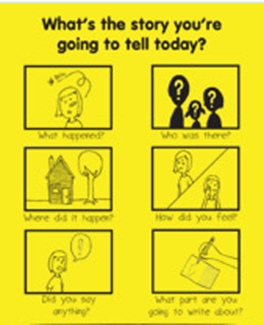 What's the story you're
going to tell today?
What happened?
Who was there?
Where did it happen?
How did you feel?
Did you say
anything?
What part are you
going to write about?